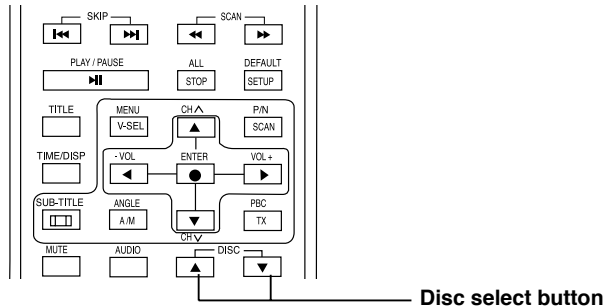 SKIP SCAN
PLAY / PAUSE ALL DEFAULT
STOP SETUP
TITLE MENU CH P/N
V-SEL SCAN
TIME/DISP - VOL ENTER VOL +
SUB-TITLE ANGLE PBC
A /M TX
CH
MUTE AUDIO DISC
Disc select button